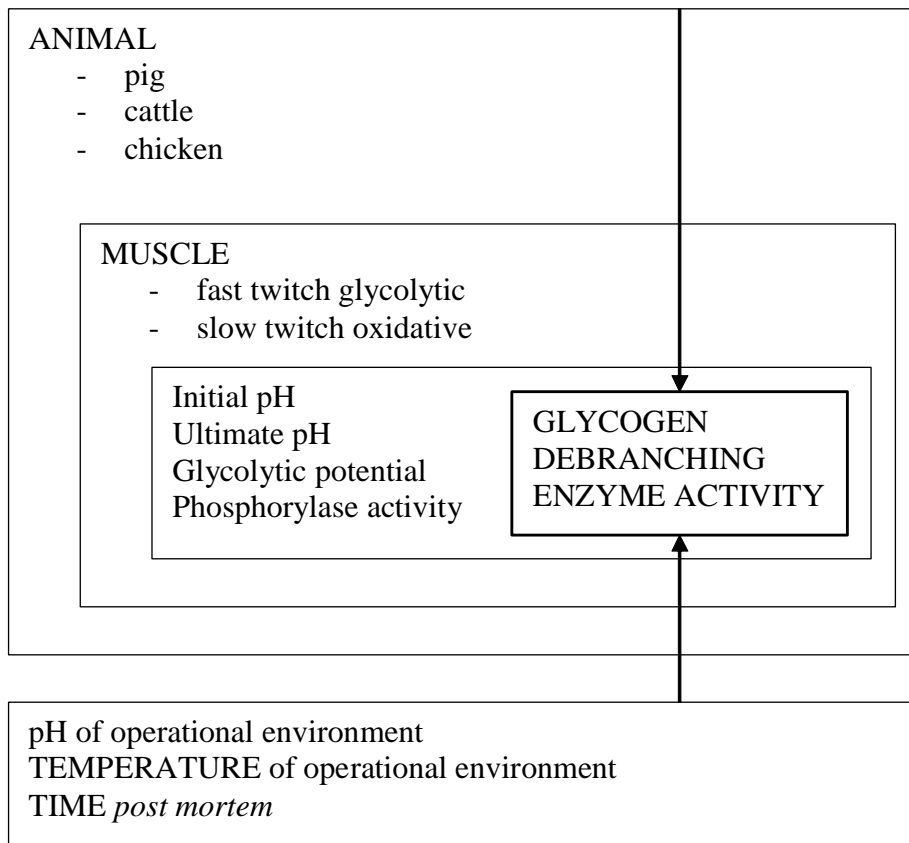 ANIMAL
- pig
- cattle
- chicken
MUSCLE
- fast twitch glycolytic
- slow twitch oxidative
Initial pH
Ultimate pH
Glycolytic potential
Phosphorylase activity
GLYCOGEN
DEBRANCHING
ENZYME ACTIVITY
pH of operational environment
TEMPERATURE of operational environment
TIME post mortem